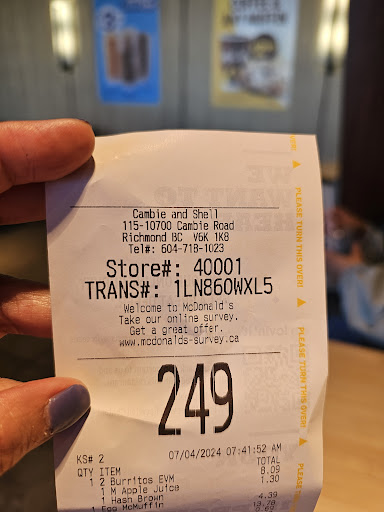 Cambie and Shell
115-10700 Cambie Road
Richmond BC V6K 1K8
Tel#: 604-718-1023
Store#: 40001
TRANS#: 1LN860WXL5
Welcome to McDonald's
Take our online survey.
Get a great offer.
www.mcdonalds-survey.ca
249
KS# 2
07/04/2024 07:41:52 AM
QTY ITEM TOTAL
1 2 Burritos EVM 8.09
1 M Apple Juice 1.30
1 Hash Brown
1 Egg McMuffin 4.39
PLEASE TURN THIS OVER!
PLEASE TURN THIS OVER!
PLEASE